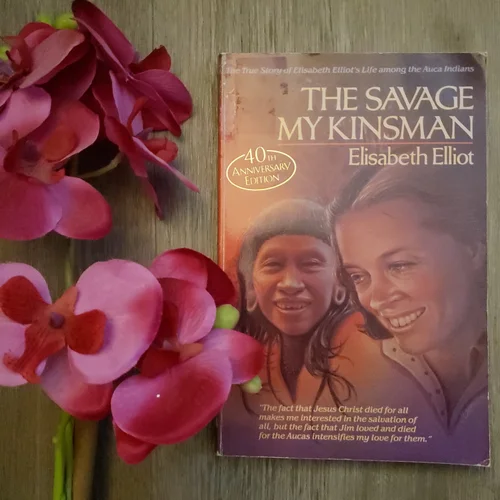 The True Story of Elisabeth Elliot's Life among the Auca Indians
THE SAVAGE
MY KINSMAN
Elisabeth Elliot
40TH
ANNIVERSARY
EDITION
"The fact that Jesus Christ died for all
makes me interested in the salvation of
all, but the fact that Jim loved and died
for the Aucas intensifies my love for them."